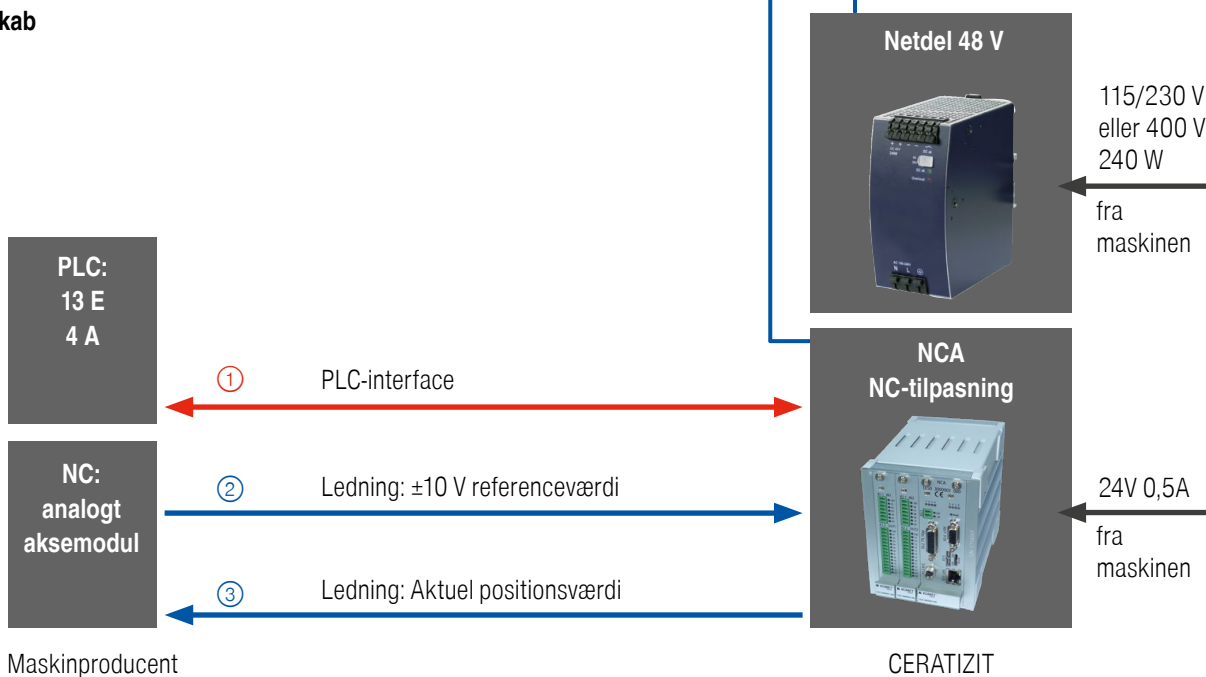 kab
Netdel 48 V
115/230 V
eller 400 V
240 W
fra
maskinen
PLC:
13 E
4 A
① PLC-interface
NCA
NC-tilpasning
NC:
analogt
aksemodul
② Ledning: ±10 V referenceværdi
24V 0,5A
fra
maskinen
③ Ledning: Aktuel positionsværdi
Maskinproducent
CERATIZIT